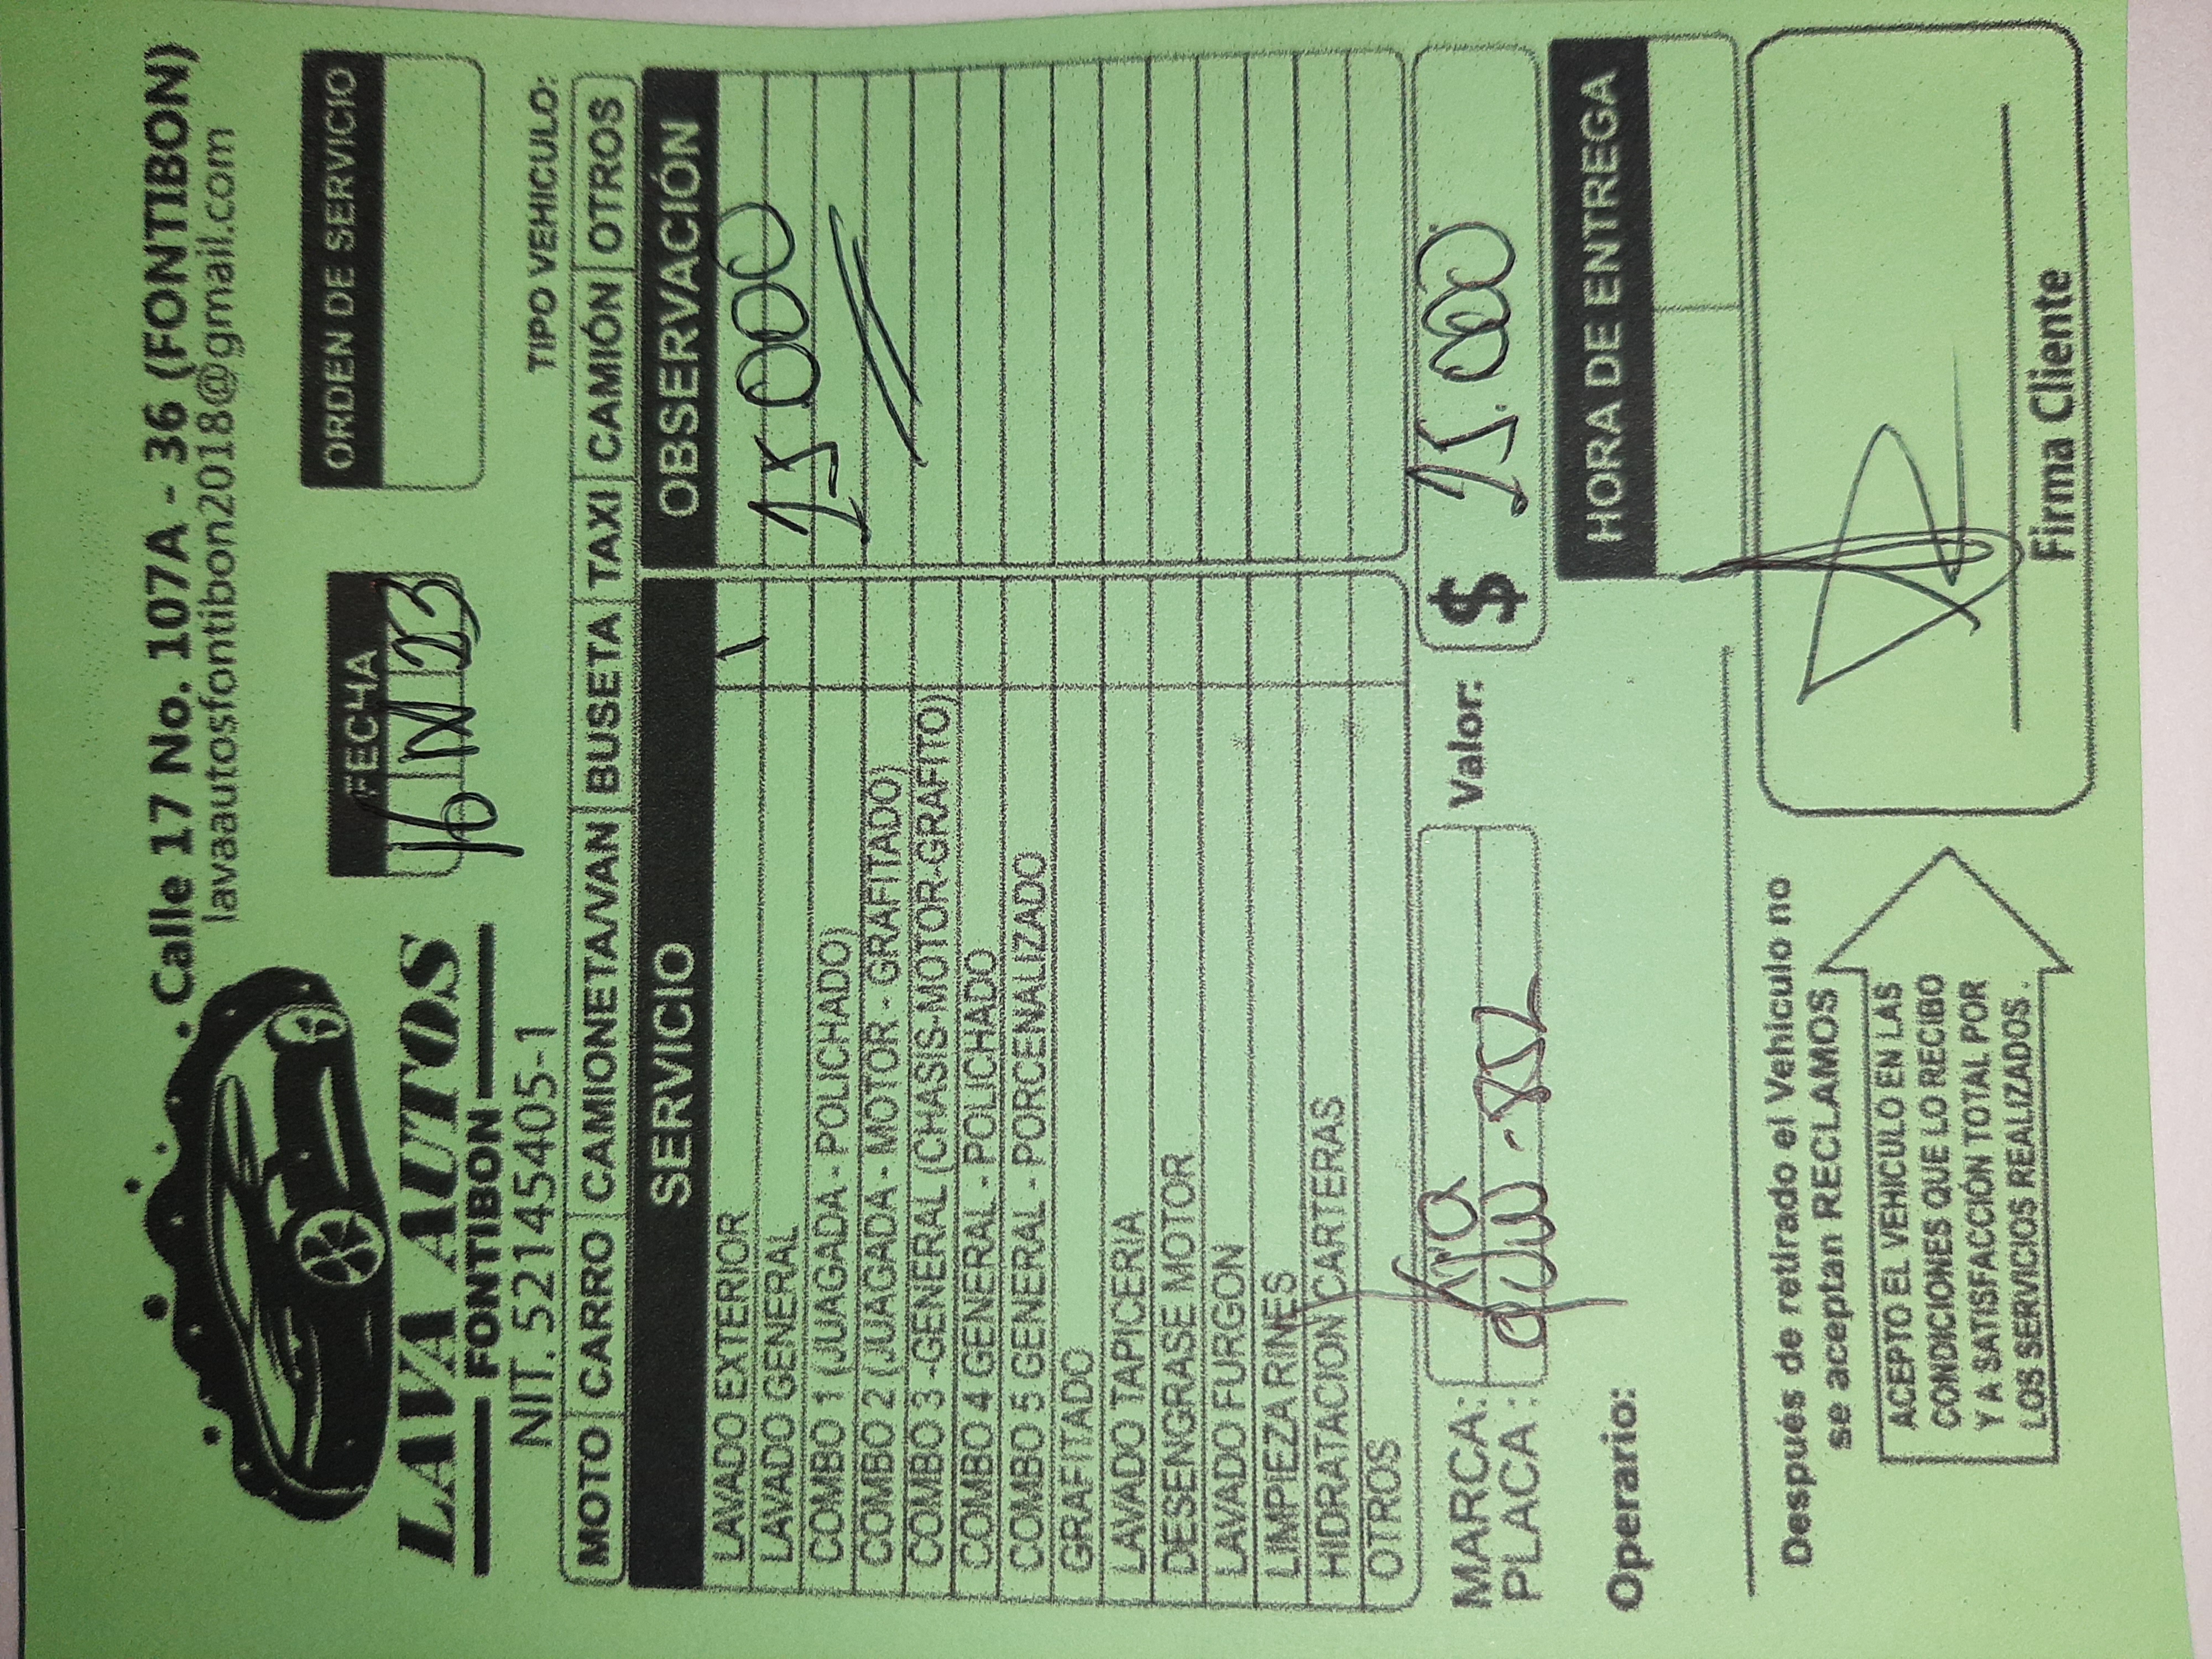 Calle 17 No. 107A - 36 (FONTIBON)
lavaautosfontibon2018@gmail.com
LAVA AUTOS
FONTIBON
NIT. 52145405-1
FECHA
16 23
ORDEN DE SERVICIO
TIPO VEHICULO:
MOTO CARRO CAMIONETA/VAN BUSETA TAXI CAMIÓN OTROS
SERVICIO OBSERVACIÓN
LAVADO EXTERIOR
LAVADO GENERAL
COMBO 1 (JUAGADA - POLICHADO)
COMBO 2 (JUAGADA - MOTOR - GRAFITADO)
COMBO 3 -GENERAL (CHASIS-MOTOR-GRAFITO)
COMBO 4 GENERAL - POLICHADO
COMBO 5 GENERAL - PORCENALIZADO
GRAFITADO
LAVADO TAPICERIA
DESENGRASE MOTOR
LAVADO FURGON
LIMPIEZA RINES
HIDRATACION CARTERAS
OTROS
MARCA:
PLACA:
Valor: $
Operario:
HORA DE ENTREGA
Después de retirado el Vehiculo no
se aceptan RECLAMOS
ACEPTO EL VEHICULO EN LAS
CONDICIONES QUE LO RECIBO
Y A SATISFACCIÓN TOTAL POR
LOS SERVICIOS REALIZADOS.
Firma Cliente